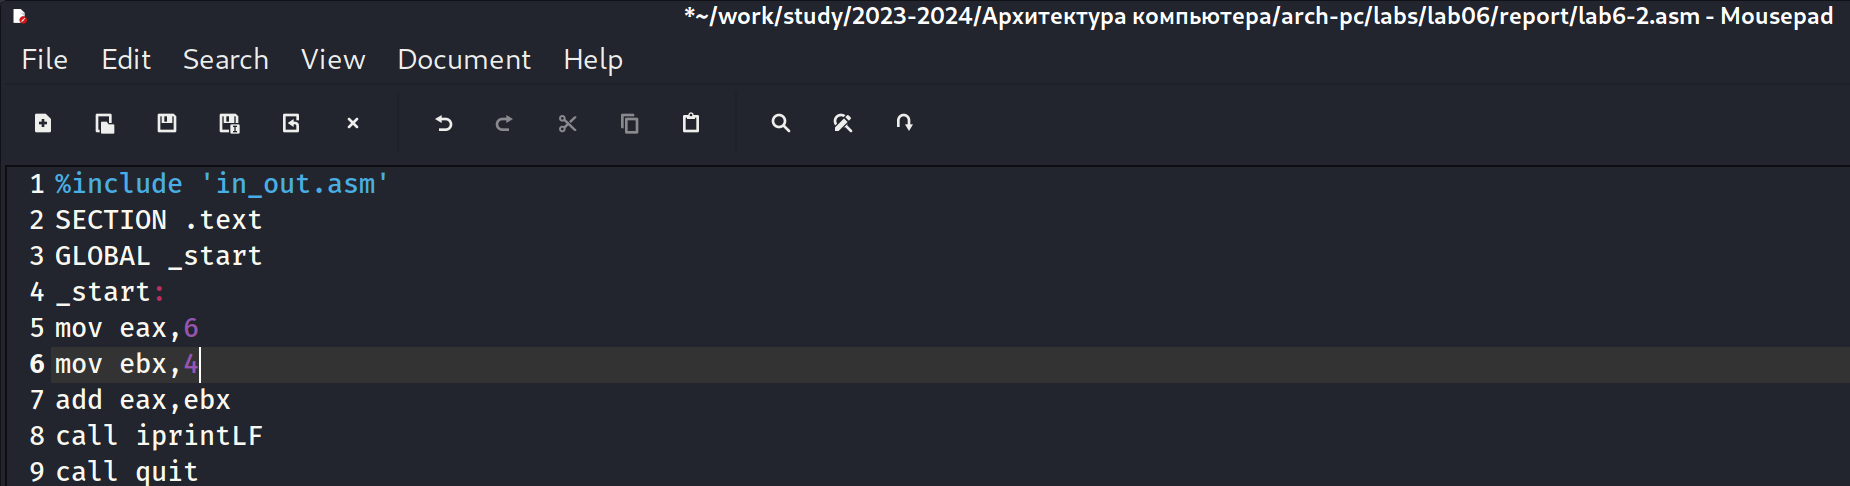 *~/work/study/2023-2024/Архитектура компьютера/arch-pc/labs/lab06/report/lab6-2.asm - Mousepad
File Edit Search View Document Help
1 %include 'in_out.asm'
2 SECTION .text
3 GLOBAL _start
4 _start:
5 mov eax,6
6 mov ebx,4
7 add eax,ebx
8 call iprintLF
9 call quit